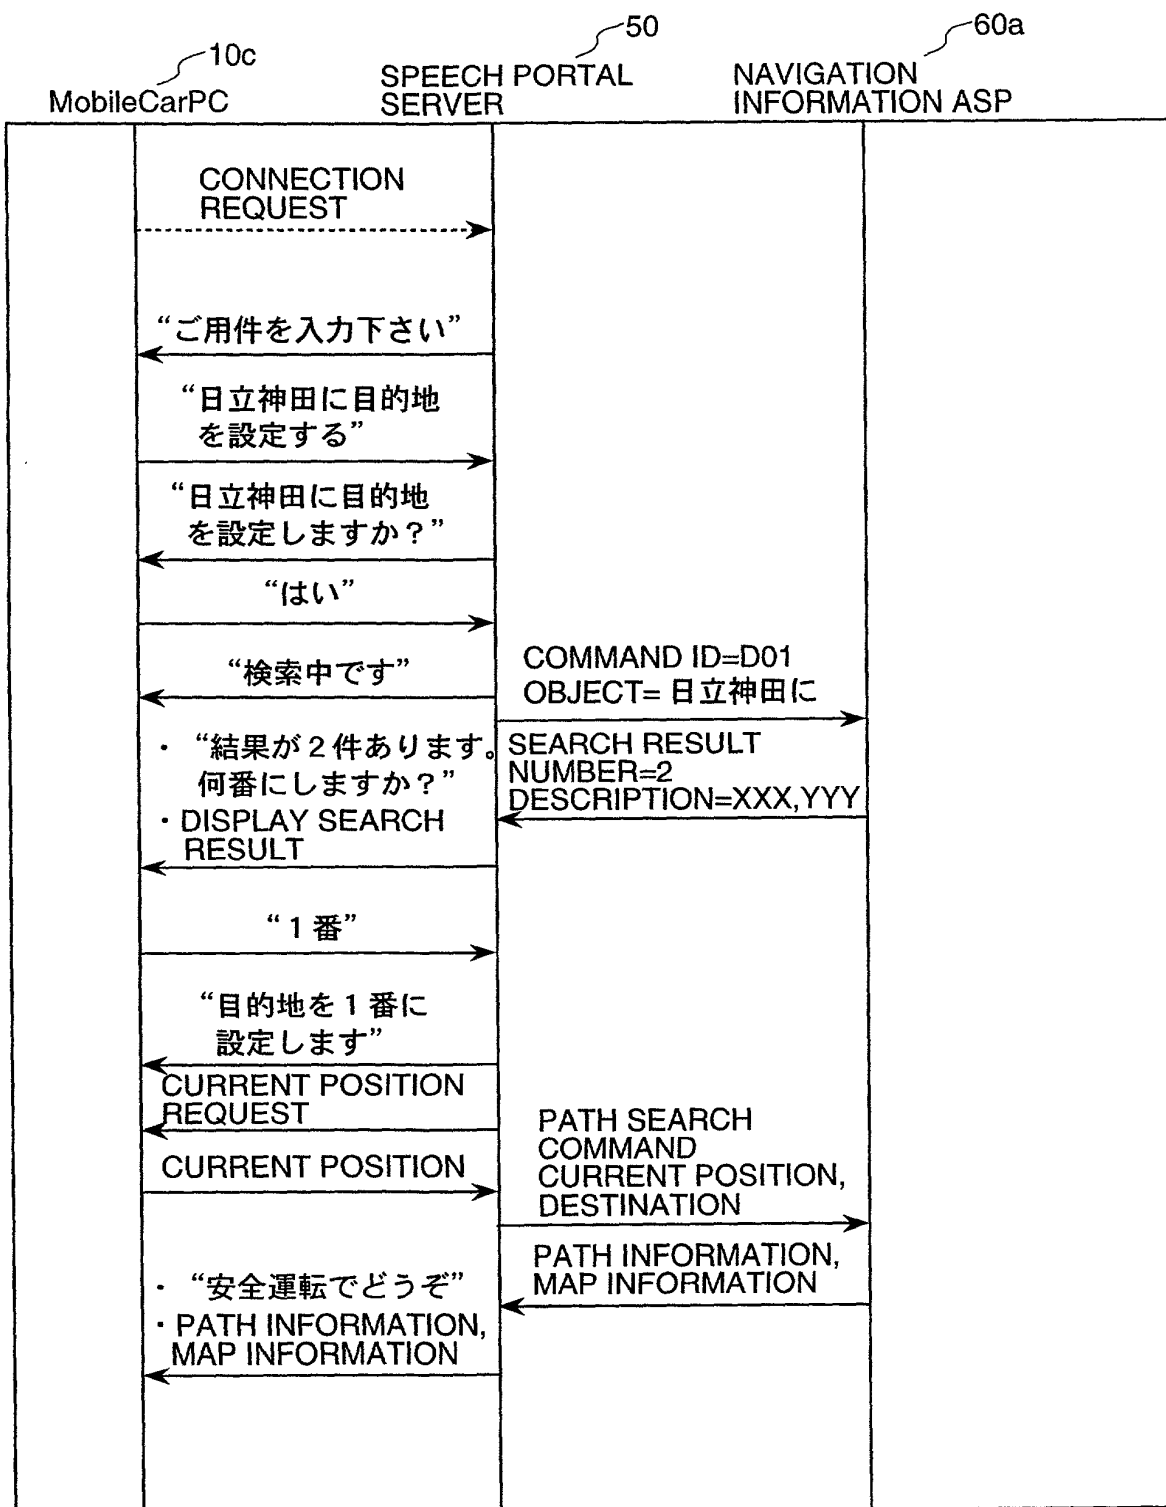 10c
50
60a
MobileCarPC
SPEECH PORTAL
SERVER
NAVIGATION
INFORMATION ASP
CONNECTION
REQUEST
“ご用件を入力下さい”
“日立神田に目的地
を設定する”
“日立神田に目的地
を設定しますか？”
“はい”
“検索中です”
COMMAND ID=D01
OBJECT= 日立神田に
・ “結果が２件あります。
何番にしますか？”
・DISPLAY SEARCH
RESULT
SEARCH RESULT
NUMBER=2
DESCRIPTION=XXX,YYY
“１番”
“目的地を１番に
設定します”
CURRENT POSITION
REQUEST
CURRENT POSITION
PATH SEARCH
COMMAND
CURRENT POSITION,
DESTINATION
PATH INFORMATION,
MAP INFORMATION
・ “安全運転でどうぞ”
・PATH INFORMATION,
MAP INFORMATION